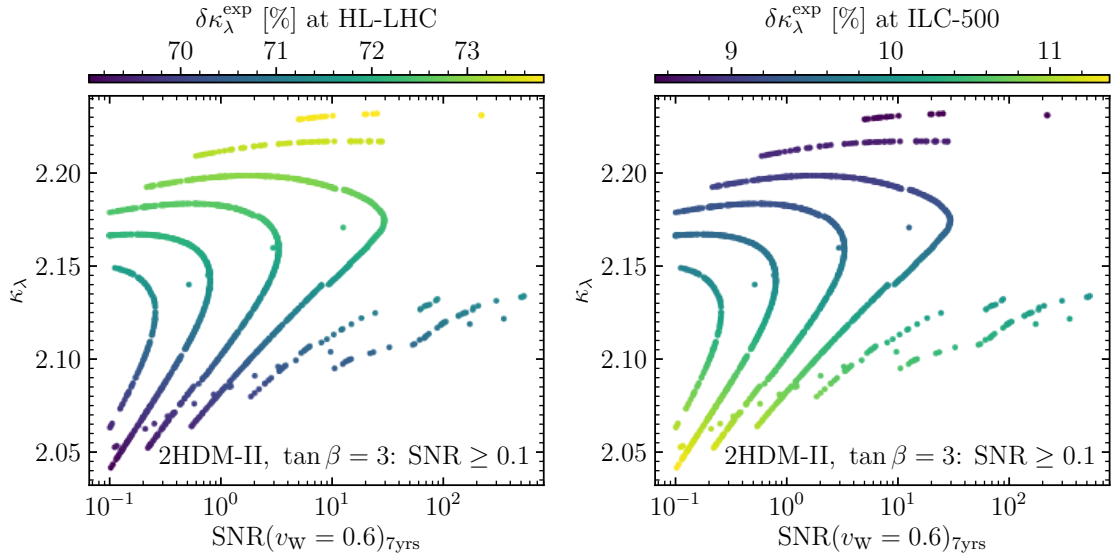 δκ_λ^exp [%] at HL-LHC
70 71 72 73
κ_λ
2.20
2.15
2.10
2.05
2HDM-II, tan β = 3: SNR ≥ 0.1
10^−1 10^0 10^1 10^2
SNR(v_W = 0.6)_7yrs
δκ_λ^exp [%] at ILC-500
9 10 11
κ_λ
2.20
2.15
2.10
2.05
2HDM-II, tan β = 3: SNR ≥ 0.1
10^−1 10^0 10^1 10^2
SNR(v_W = 0.6)_7yrs